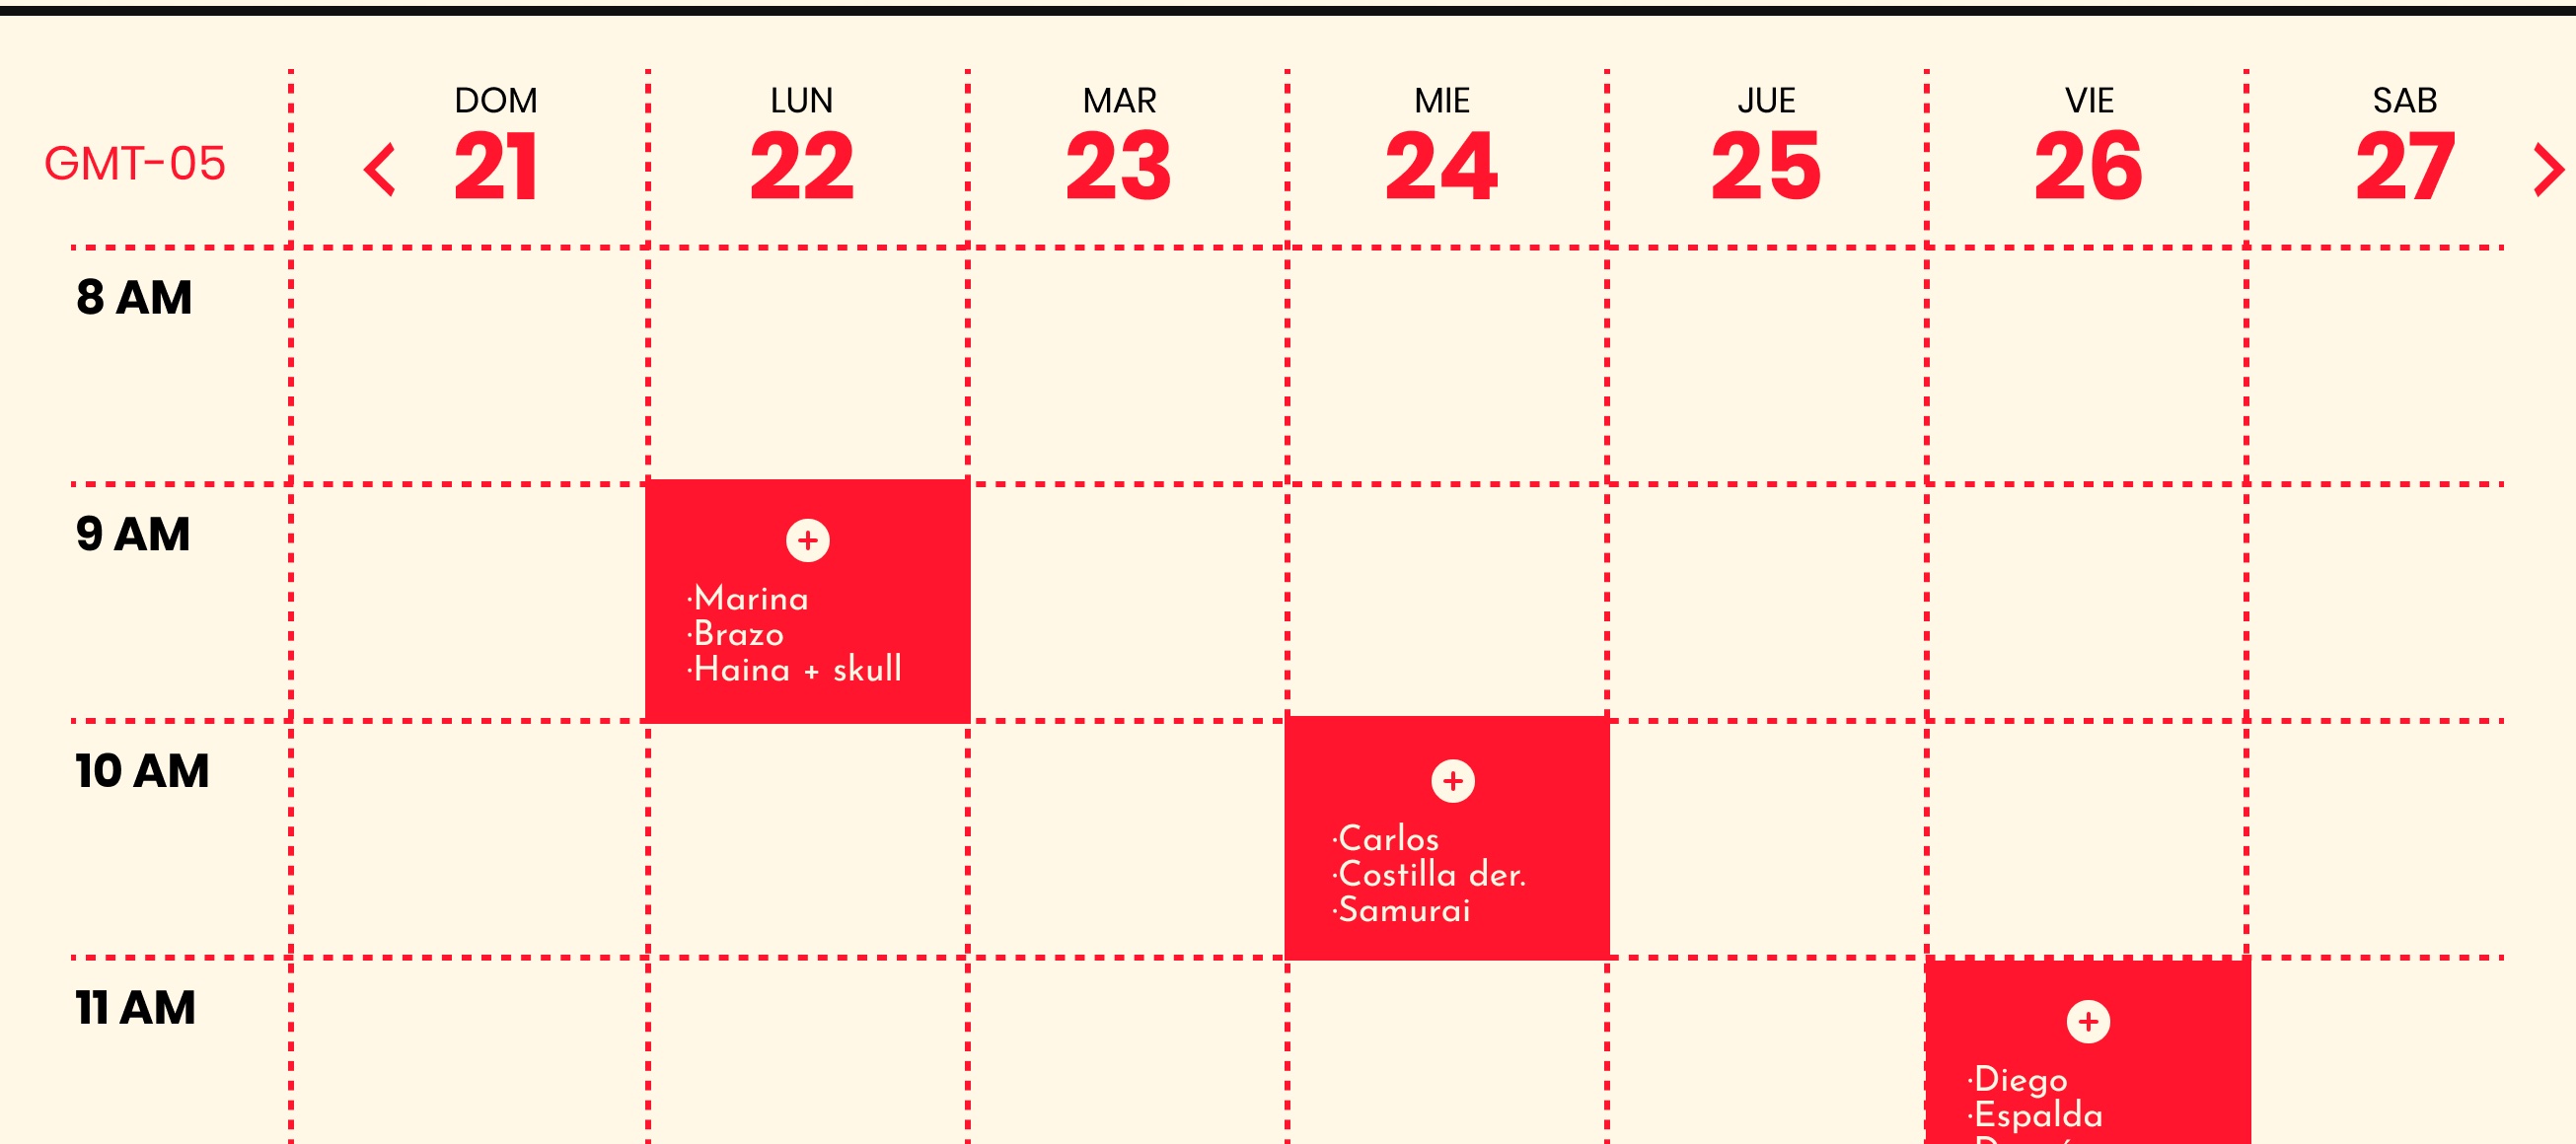 DOM LUN MAR MIE JUE VIE SAB
GMT-05 < 21 22 23 24 25 26 27 >
8 AM
9 AM
+
·Marina
·Brazo
·Haina + skull
10 AM
+
·Carlos
·Costilla der.
·Samurai
11 AM
+
·Diego
·Espalda